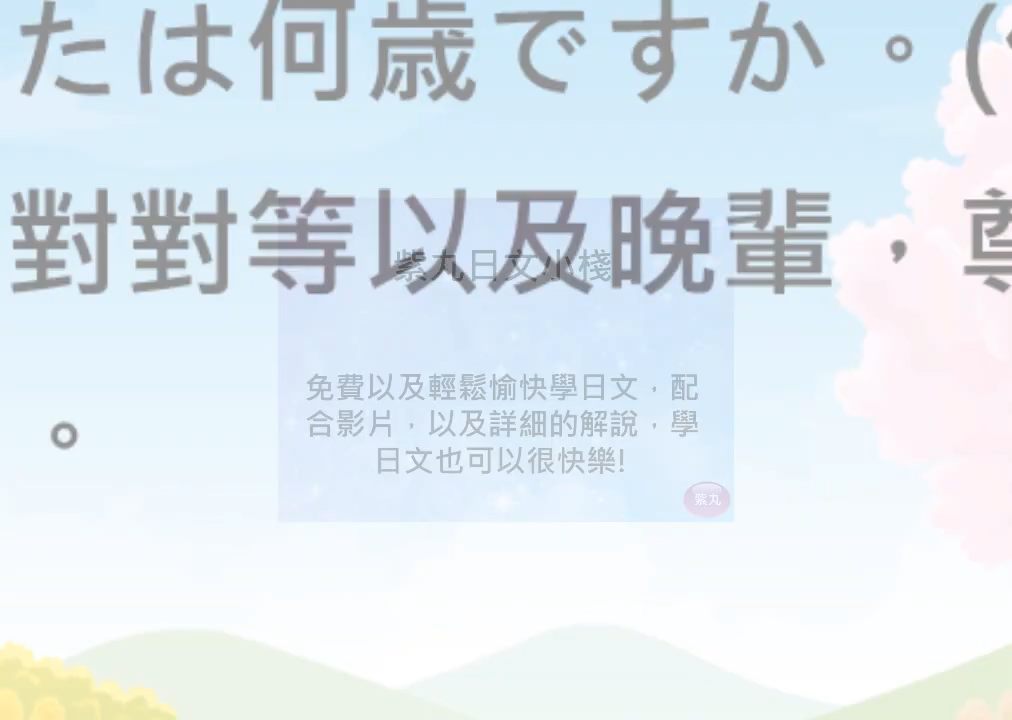 たは何歳ですか。(
對對等以及晚輩，尊
。
紫丸日文小棧
免費以及輕鬆愉快學日文，配
合影片，以及詳細的解說，學
日文也可以很快樂!
紫丸